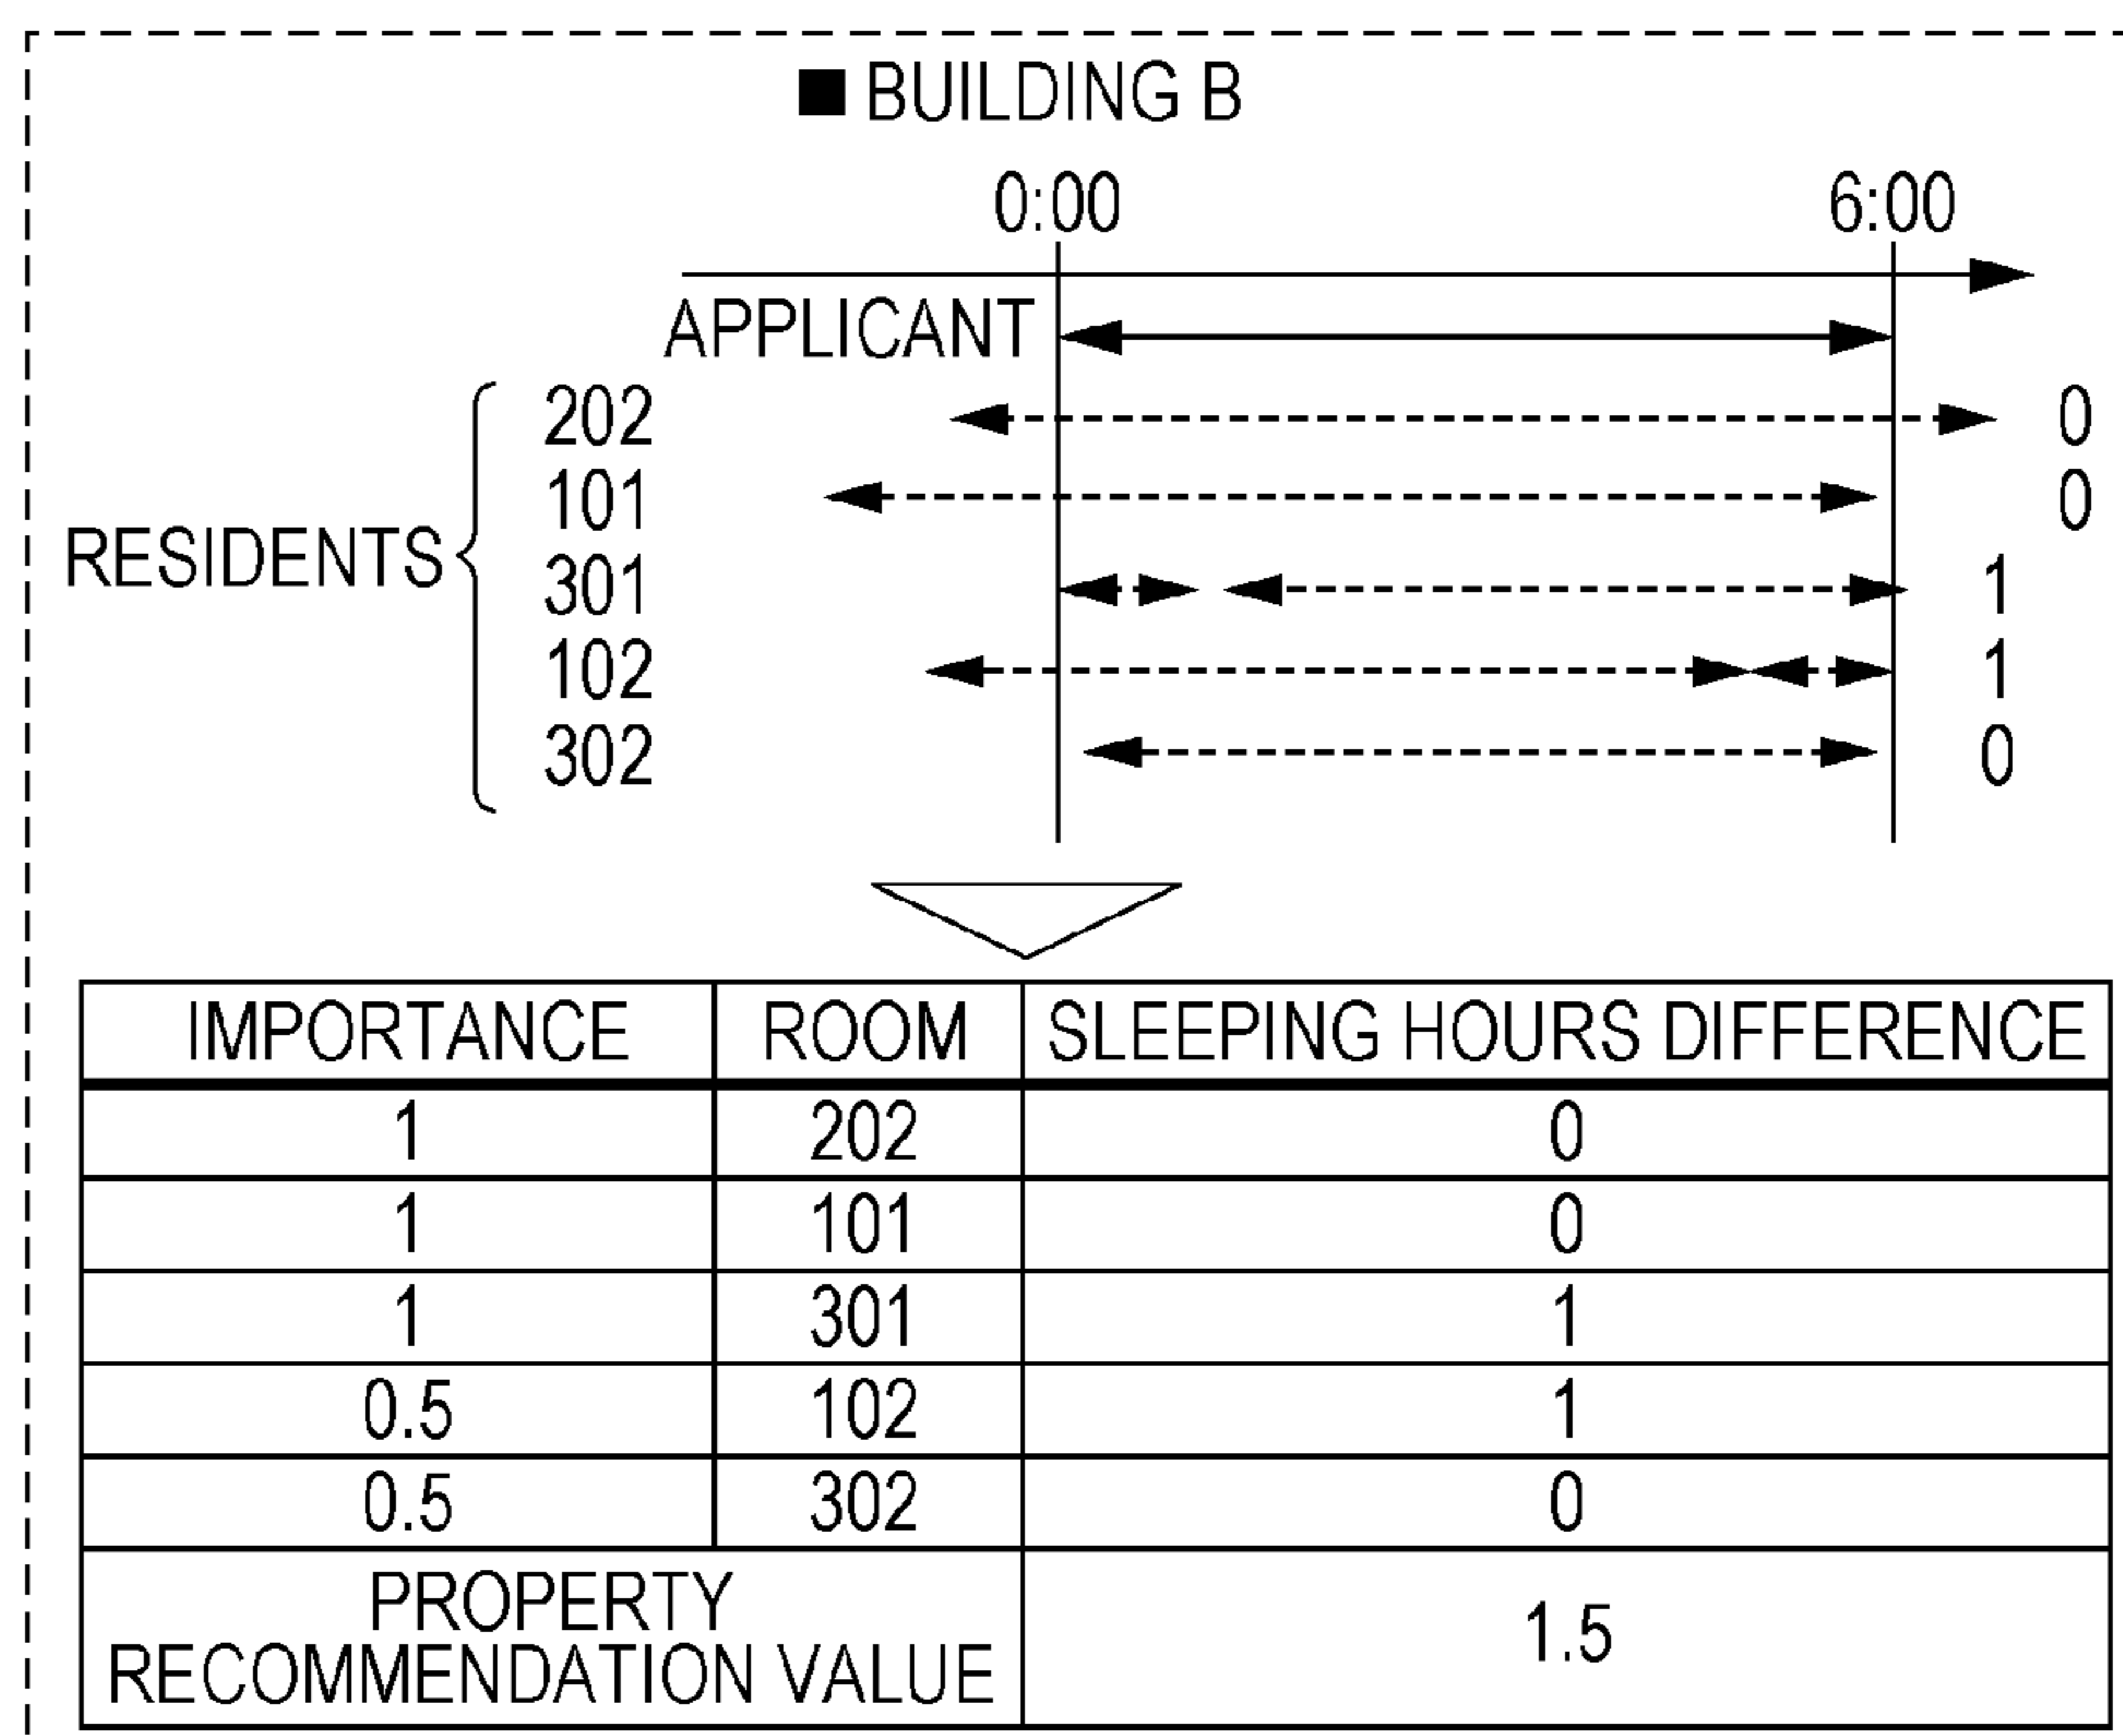 ■ BUILDING B
0:00 6:00
APPLICANT
202 0
101 0
RESIDENTS
301 1
102 1
302 0
IMPORTANCE ROOM SLEEPING HOURS DIFFERENCE
1 202 0
1 101 0
1 301 1
0.5 102 1
0.5 302 0
PROPERTY
RECOMMENDATION VALUE 1.5